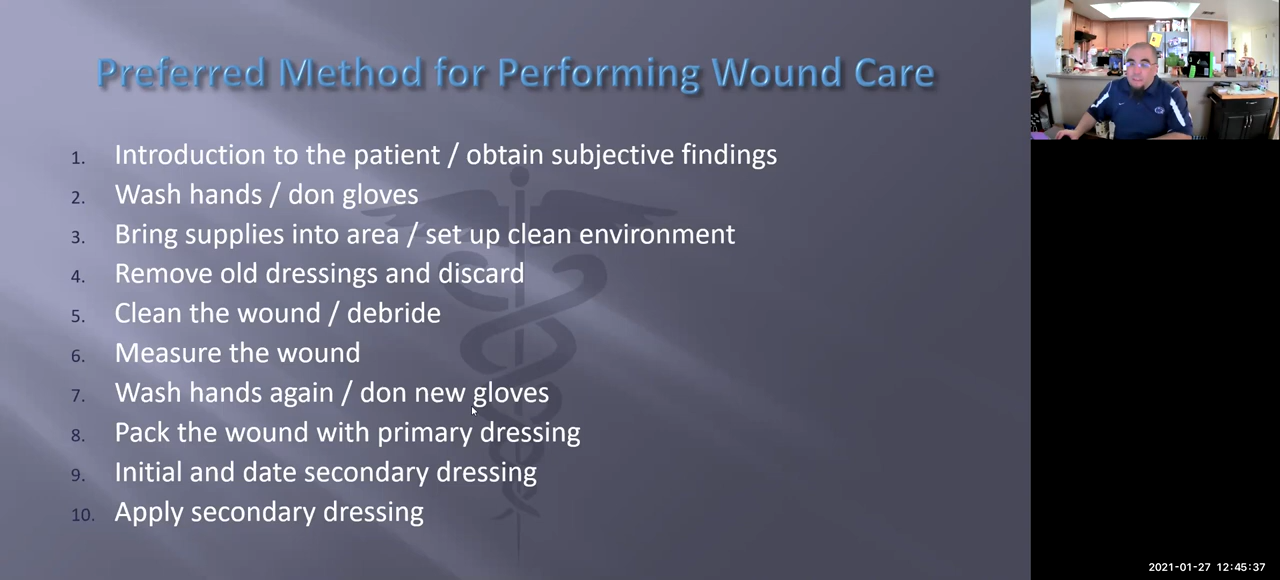 Preferred Method for Performing Wound Care
1. Introduction to the patient / obtain subjective findings
2. Wash hands / don gloves
3. Bring supplies into area / set up clean environment
4. Remove old dressings and discard
5. Clean the wound / debride
6. Measure the wound
7. Wash hands again / don new gloves
8. Pack the wound with primary dressing
9. Initial and date secondary dressing
10. Apply secondary dressing
2021-01-27 12:45:37